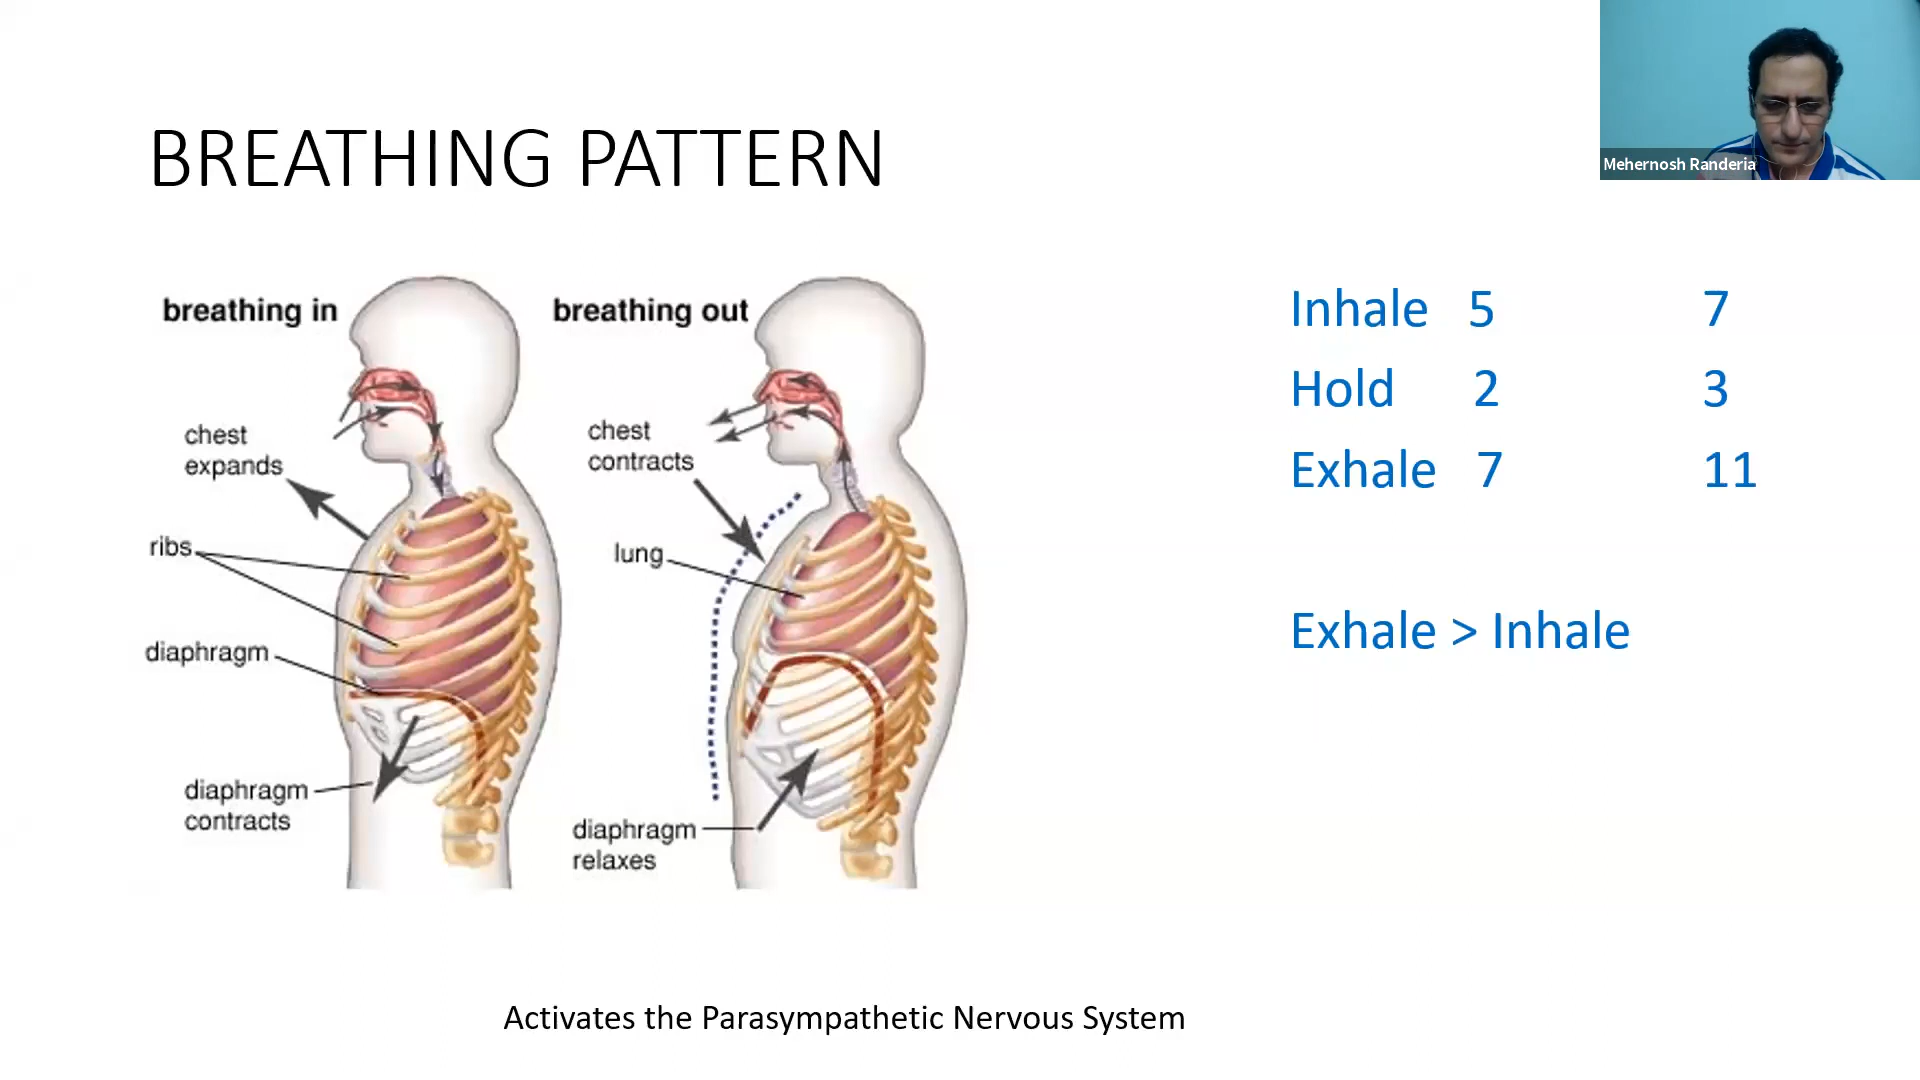 Mehernosh Randeria
BREATHING PATTERN
breathing in
breathing out
chest
expands
ribs
diaphragm
diaphragm
contracts
chest
contracts
lung
diaphragm
relaxes
Inhale 5 7
Hold 2 3
Exhale 7 11
Exhale > Inhale
Activates the Parasympathetic Nervous System